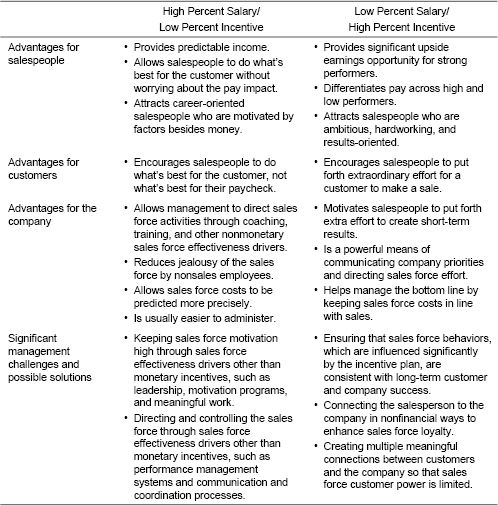 High Percent Salary/
Low Percent Incentive
Low Percent Salary/
High Percent Incentive
Advantages for
salespeople
• Provides predictable income.
• Allows salespeople to do what's
best for the customer without
worrying about the pay impact.
• Attracts career-oriented
salespeople who are motivated by
factors besides money.
• Provides significant upside
earnings opportunity for strong
performers.
• Differentiates pay across high and
low performers.
• Attracts salespeople who are
ambitious, hardworking, and
results-oriented.
Advantages for
customers
• Encourages salespeople to do
what's best for the customer, not
what's best for their paycheck.
• Encourages salespeople to put
forth extraordinary effort for a
customer to make a sale.
Advantages for the
company
• Allows management to direct sales
force activities through coaching,
training, and other nonmonetary
sales force effectiveness drivers.
• Reduces jealousy of the sales
force by nonsales employees.
• Allows sales force costs to be
predicted more precisely.
• Is usually easier to administer.
• Motivates salespeople to put forth
extra effort to create short-term
results.
• Is a powerful means of
communicating company priorities
and directing sales force effort.
• Helps manage the bottom line by
keeping sales force costs in line
with sales.
Significant
management
challenges and
possible solutions
• Keeping sales force motivation
high through sales force
effectiveness drivers other than
monetary incentives, such as
leadership, motivation programs,
and meaningful work.
• Directing and controlling the sales
force through sales force
effectiveness drivers other than
monetary incentives, such as
performance management
systems and communication and
coordination processes.
• Ensuring that sales force behaviors,
which are influenced significantly
by the incentive plan, are
consistent with long-term customer
and company success.
• Connecting the salesperson to the
company in nonfinancial ways to
enhance sales force loyalty.
• Creating multiple meaningful
connections between customers
and the company so that sales
force customer power is limited.